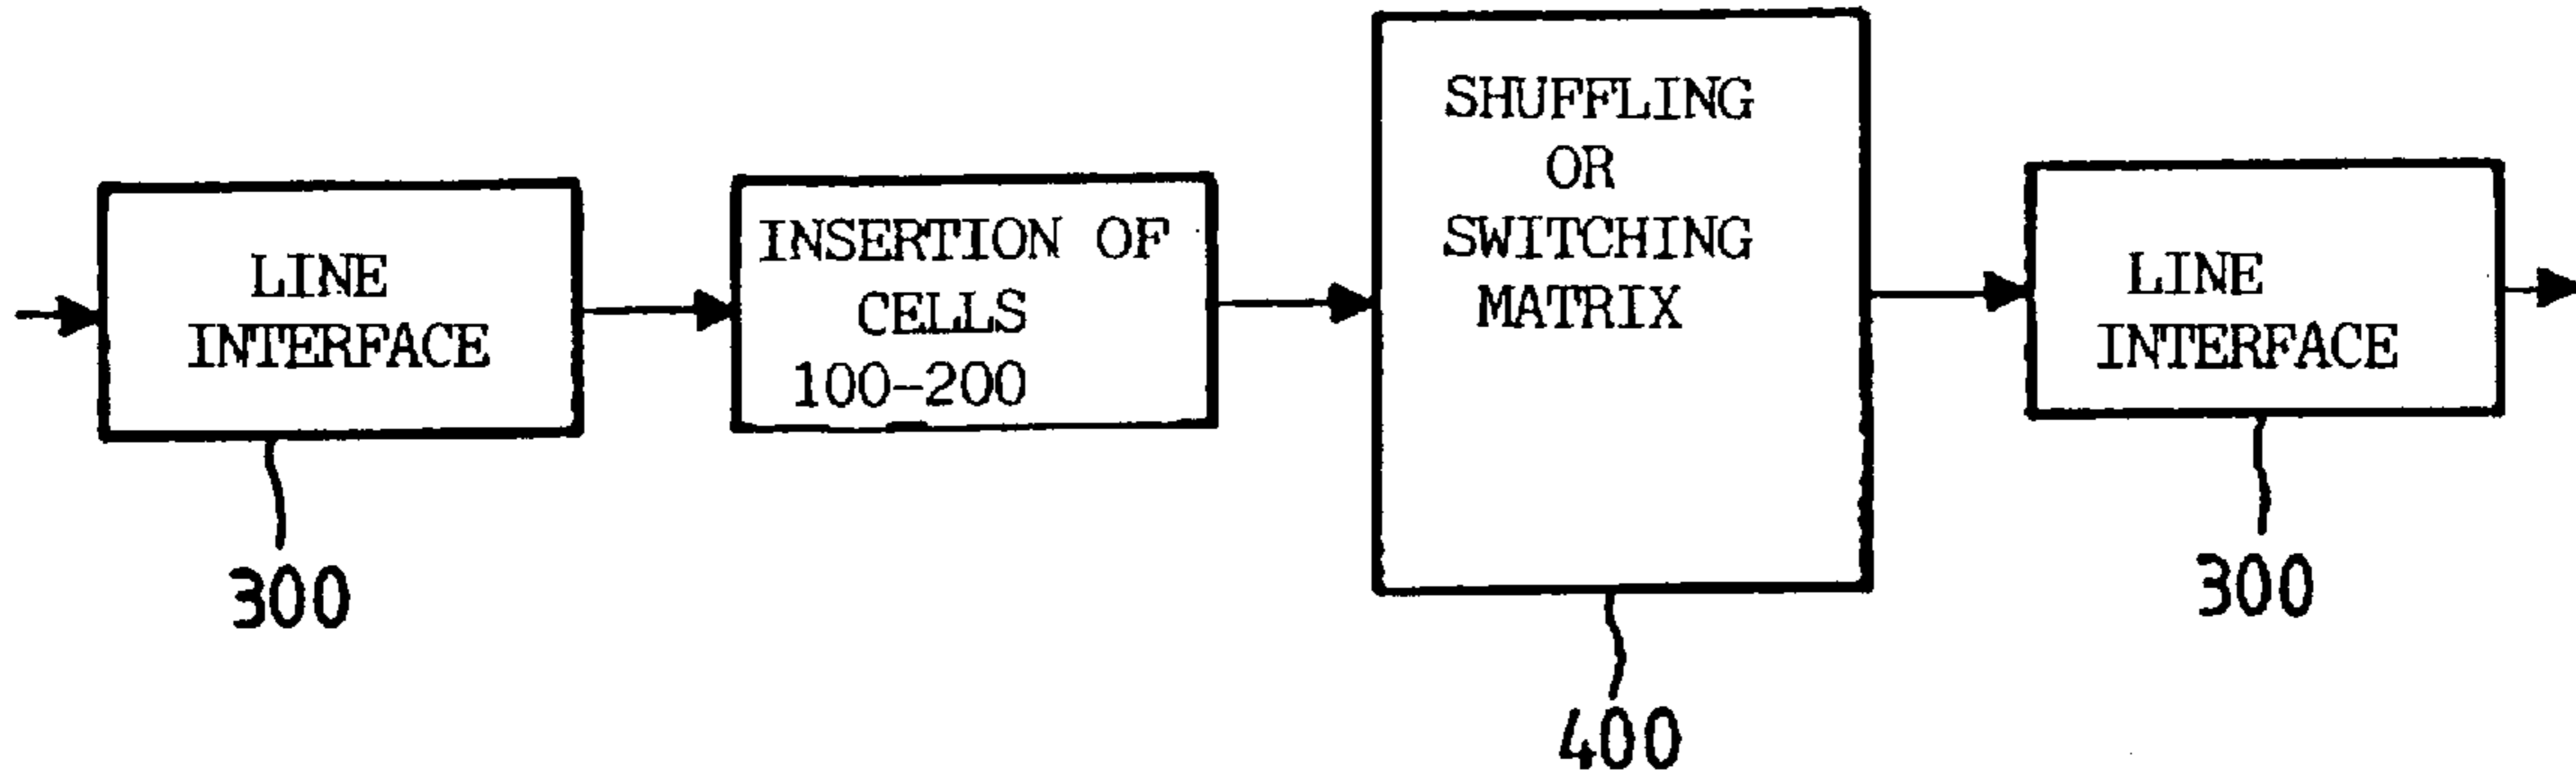 LINE
INTERFACE
300
INSERTION OF
CELLS
100-200
SHUFFLING
OR
SWITCHING
MATRIX
400
LINE
INTERFACE
300